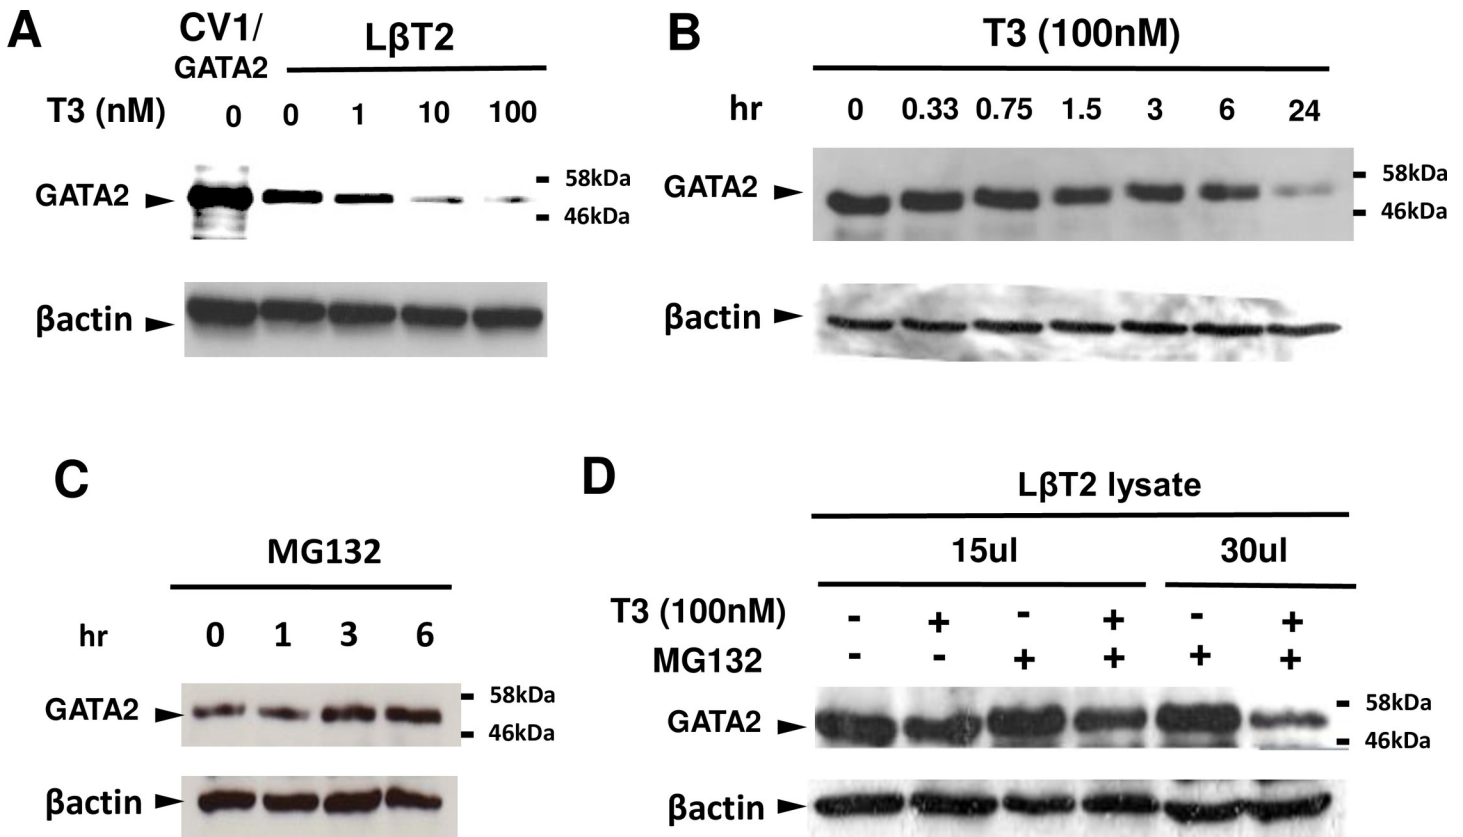 A
CV1/ LβT2
GATA2
T3 (nM) 0 0 1 10 100
GATA2 58kDa
46kDa
βactin
B
T3 (100nM)
hr 0 0.33 0.75 1.5 3 6 24
GATA2 58kDa
46kDa
βactin
C
MG132
hr 0 1 3 6
GATA2 58kDa
46kDa
βactin
D
LβT2 lysate
15ul 30ul
T3 (100nM) - + - + - +
MG132 - - + + + +
GATA2 58kDa
46kDa
βactin